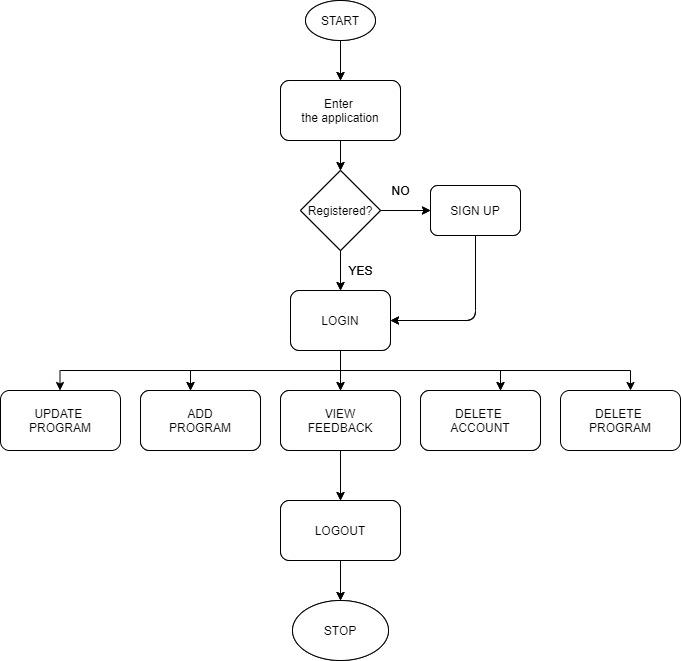 START
Enter
the application
Registered?
NO
SIGN UP
YES
LOGIN
UPDATE
PROGRAM
ADD
PROGRAM
VIEW
FEEDBACK
DELETE
ACCOUNT
DELETE
PROGRAM
LOGOUT
STOP